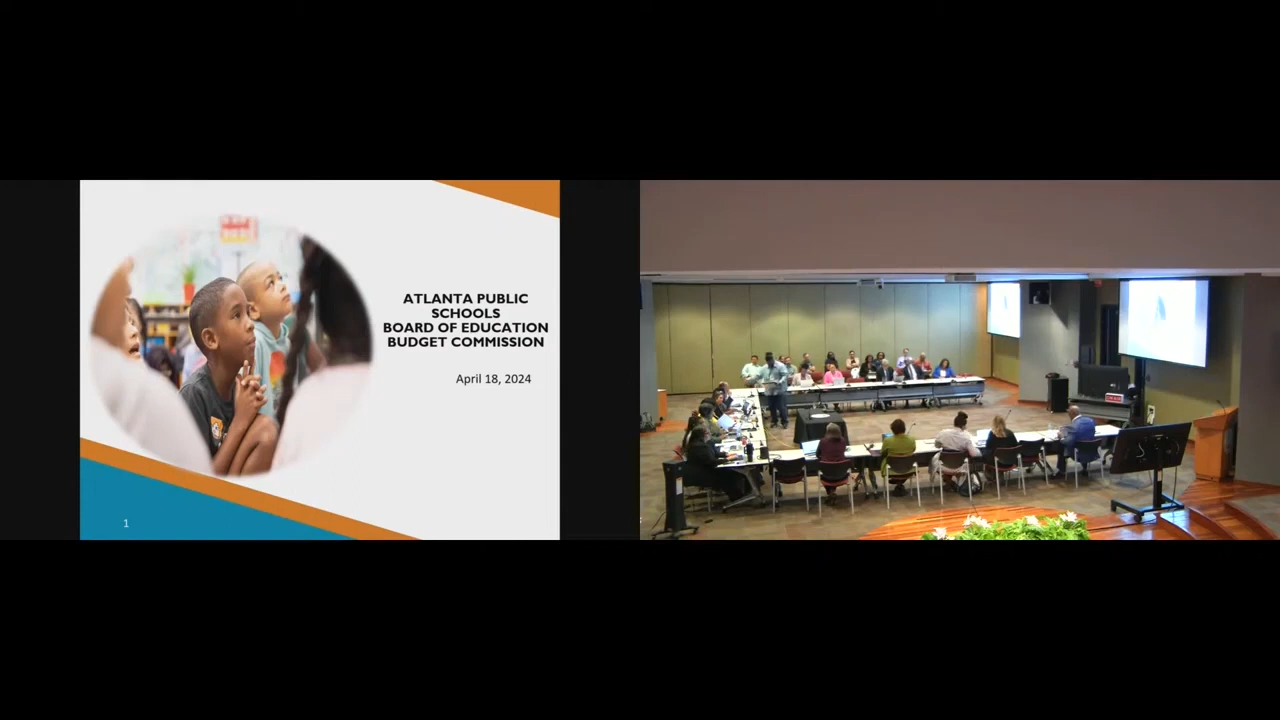 ATLANTA PUBLIC
SCHOOLS
BOARD OF EDUCATION
BUDGET COMMISSION
April 18, 2024
1